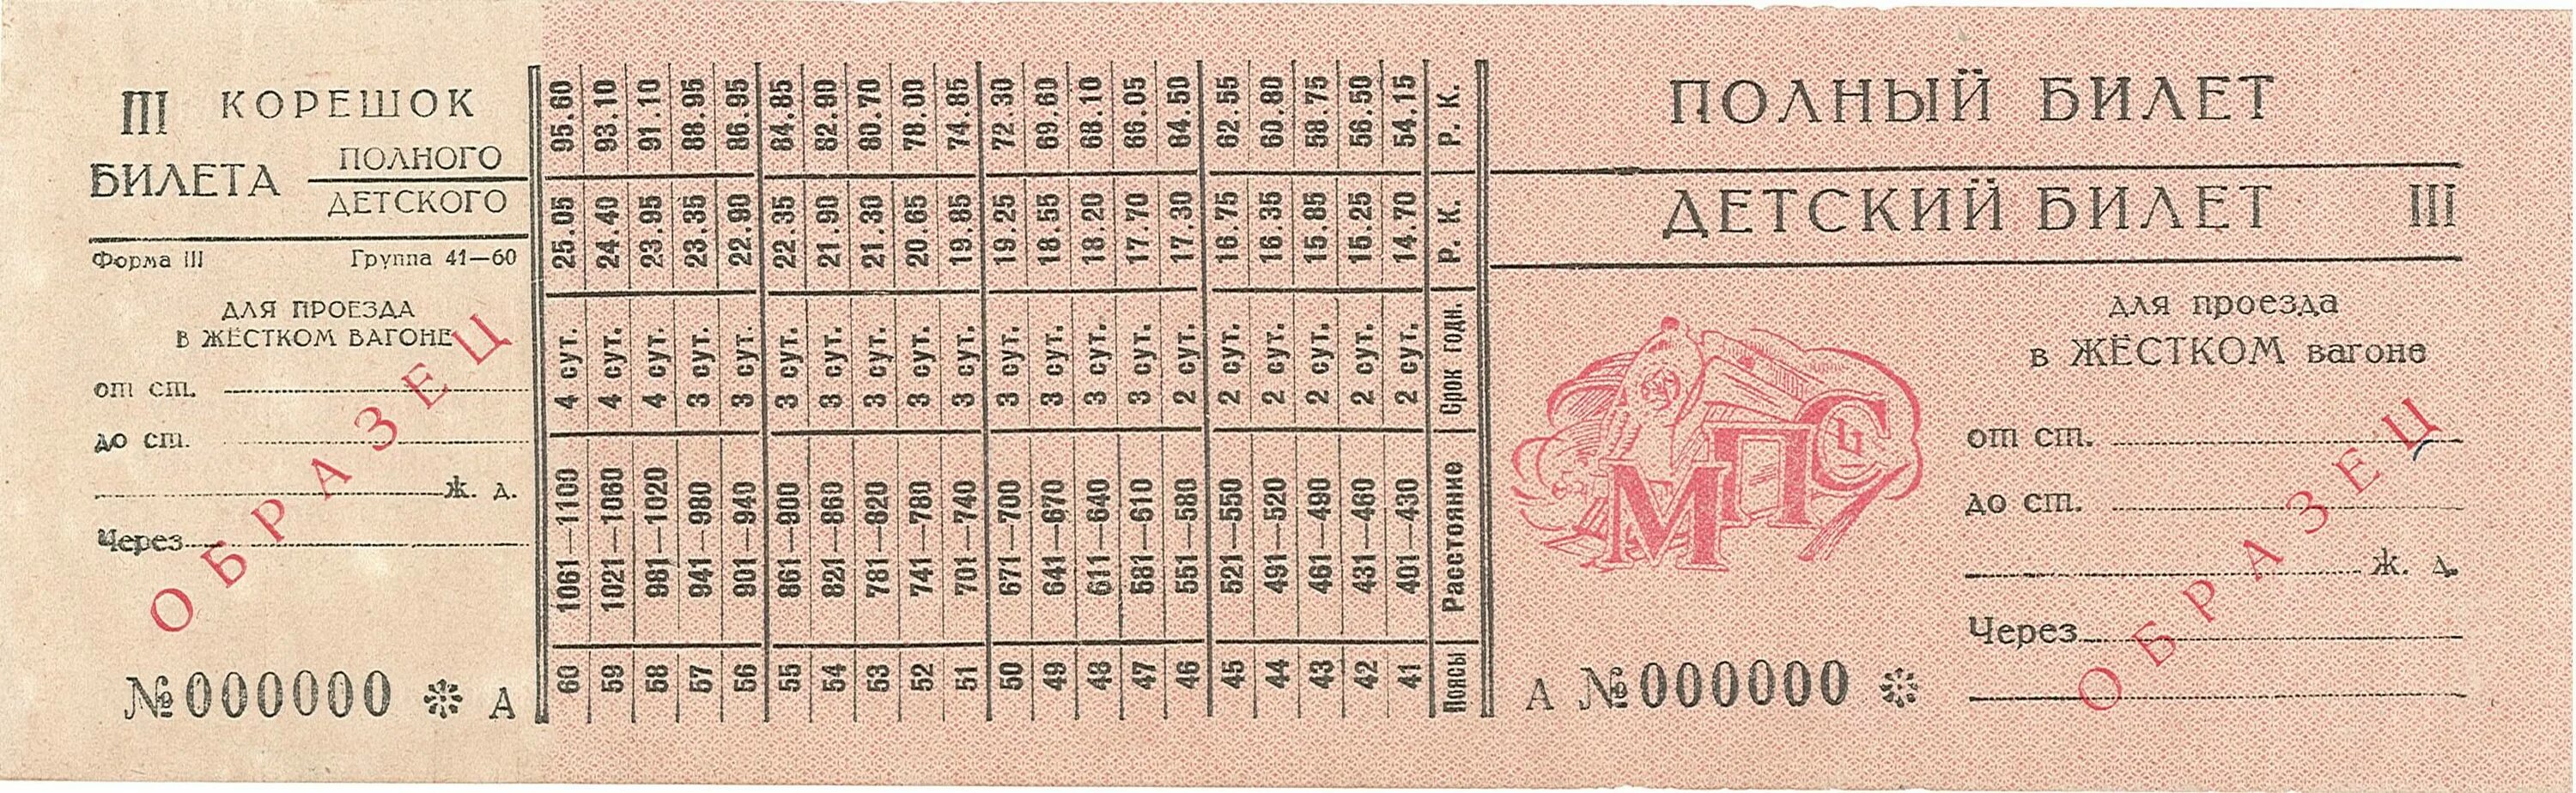 III КОРЕШОК
БИЛЕТА ПОЛНОГО
ДЕТСКОГО
Форма III Группа 41—60
ДЛЯ ПРОЕЗДА
В ЖЁСТКОМ ВАГОНЕ
от ст.
до ст.
ж. д.
Через
ОБРАЗЕЦ
№000000 A
60 1061—1100 4 сут. 25.05 95.60
59 1021—1060 4 сут. 24.40 93.10
58 981—1020 4 сут. 23.95 91.10
57 941—980 3 сут. 23.35 88.95
56 901—940 3 сут. 22.90 86.95
55 861—900 3 сут. 22.35 84.85
54 821—860 3 сут. 21.90 82.90
53 781—820 3 сут. 21.30 80.70
52 741—780 3 сут. 20.65 78.00
51 701—740 3 сут. 19.85 74.85
50 671—700 3 сут. 19.25 72.30
49 641—670 3 сут. 18.55 69.60
48 611—640 3 сут. 18.20 68.10
47 581—610 3 сут. 17.70 66.05
46 551—580 2 сут. 17.30 64.50
45 521—550 2 сут. 16.75 62.55
44 491—520 2 сут. 16.35 60.80
43 461—490 2 сут. 15.85 58.75
42 431—460 2 сут. 15.25 56.50
41 401—430 2 сут. 14.70 54.15
Поясы Расстояние Срок годн. Р. К. Р. К.
ПОЛНЫЙ БИЛЕТ
ДЕТСКИЙ БИЛЕТ III
для проезда
в ЖЁСТКОМ вагоне
МПС
от ст.
до ст.
ж. д.
Через
ОБРАЗЕЦ
А №000000